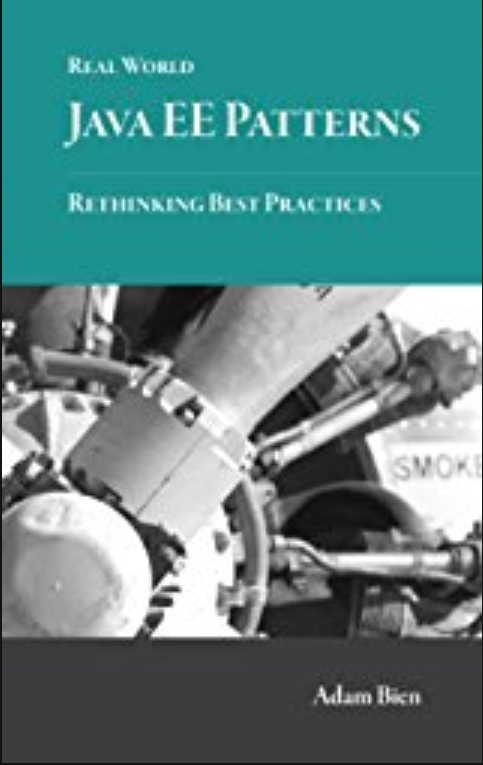 Real World
Java EE Patterns
Rethinking Best Practices
SMOKE
Adam Bien